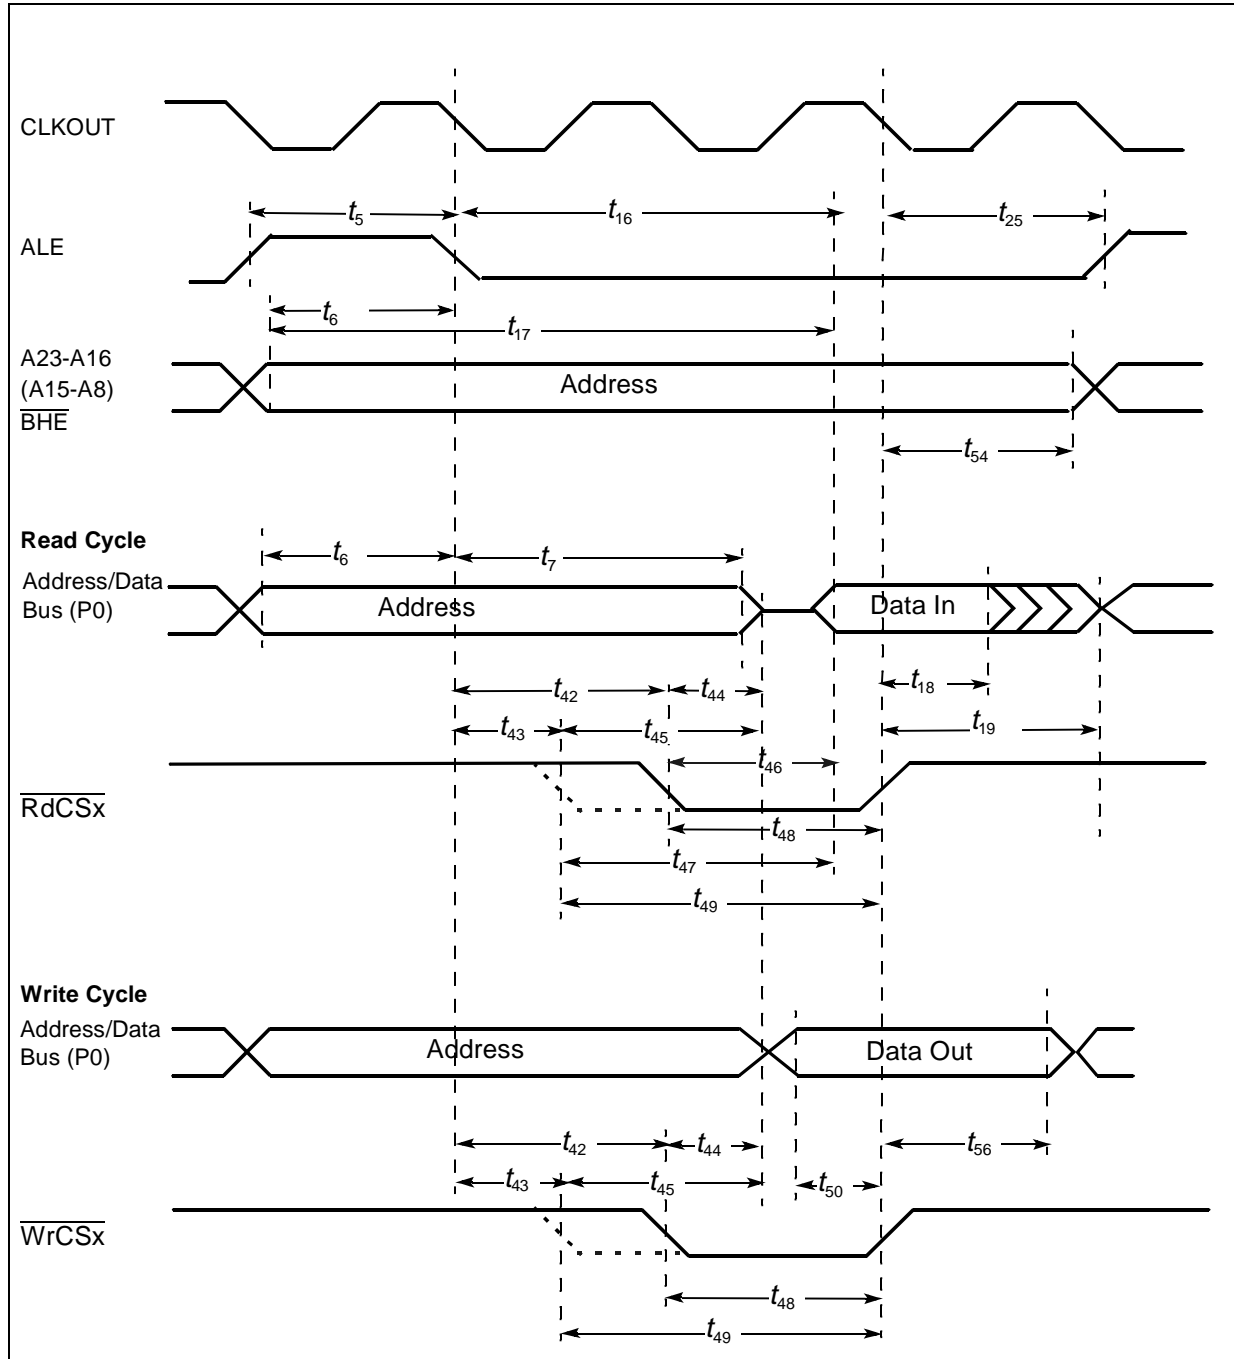 CLKOUT
t5 t16 t25
ALE
t6 t17
A23-A16
(A15-A8)
BHE
Address
t54
Read Cycle
t6 t7
Address/Data
Bus (P0)
Address Data In
t42 t44 t18
t43 t45 t19
t46
RdCSx
t48
t47
t49
Write Cycle
Address/Data
Bus (P0)
Address Data Out
t42 t44 t56
t43 t45 t50
WrCSx
t48
t49